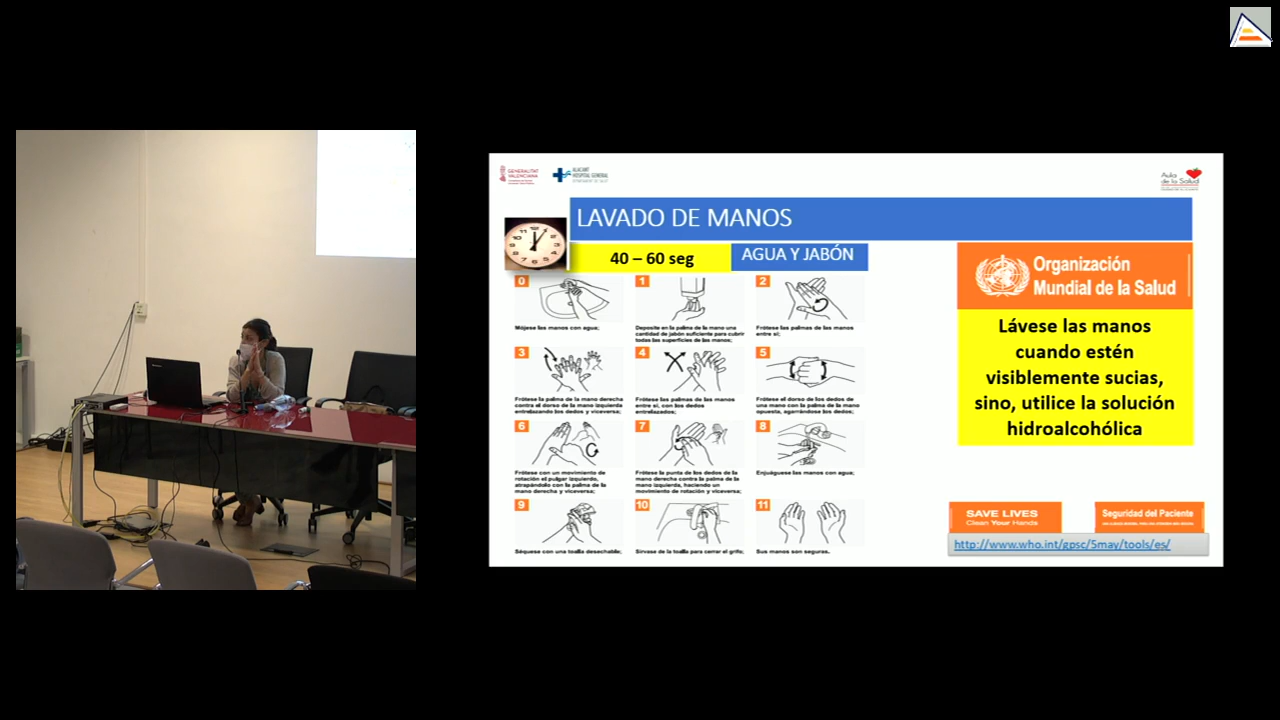 GENERALITAT
VALENCIANA
ALACANT
HOSPITAL GENERAL
Aula
de la Salud
LAVADO DE MANOS
40 – 60 seg
AGUA Y JABÓN
0
Mójese las manos con agua;
1
Deposite en la palma de la mano una
cantidad de jabón suficiente para cubrir
todas las superficies de las manos;
2
Frótese las palmas de las manos
entre sí;
3
Frótese la palma de la mano derecha
contra el dorso de la mano izquierda
entrelazando los dedos y viceversa;
4
Frótese las palmas de las manos
entre sí, con los dedos
entrelazados;
5
Frótese el dorso de los dedos de
una mano con la palma de la mano
opuesta, agarrándose los dedos;
6
Frótese con un movimiento de
rotación el pulgar izquierdo,
atrapándolo con la palma de la
mano derecha y viceversa;
7
Frótese la punta de los dedos de la
mano derecha contra la palma de la
mano izquierda, haciendo un
movimiento de rotación y viceversa;
8
Enjuáguese las manos con agua;
9
Séquese con una toalla desechable;
10
Sírvase de la toalla para cerrar el grifo;
11
Sus manos son seguras.
Organización
Mundial de la Salud
Lávese las manos
cuando estén
visiblemente sucias,
sino, utilice la solución
hidroalcohólica
SAVE LIVES
Clean Your Hands
Seguridad del Paciente
http://www.who.int/gpsc/5may/tools/es/